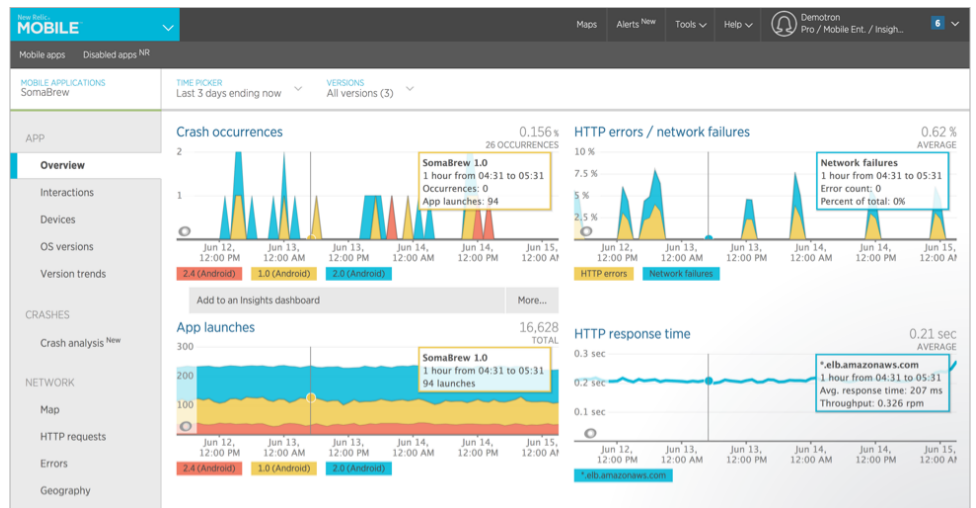 New Relic.
MOBILE
Maps
Alerts New
Tools
Help
Demotron
Pro / Mobile Ent. / Insigh...
6
Mobile apps
Disabled apps NR
MOBILE APPLICATIONS
SomaBrew
TIME PICKER
Last 3 days ending now
VERSIONS
All versions (3)
APP
Overview
Interactions
Devices
OS versions
Version trends
CRASHES
Crash analysis New
NETWORK
Map
HTTP requests
Errors
Geography
Crash occurrences
0.156 %
26 OCCURRENCES
2
1
SomaBrew 1.0
1 hour from 04:31 to 05:31
Occurrences: 0
App launches: 94
Jun 12, 12:00 PM
Jun 13, 12:00 AM
Jun 13, 12:00 PM
Jun 14, 12:00 AM
Jun 14, 12:00 PM
Jun 15, 12:00 AM
2.4 (Android)
1.0 (Android)
2.0 (Android)
Add to an Insights dashboard
More...
App launches
16,628
TOTAL
300
200
100
SomaBrew 1.0
1 hour from 04:31 to 05:31
94 launches
Jun 12, 12:00 PM
Jun 13, 12:00 AM
Jun 13, 12:00 PM
Jun 14, 12:00 AM
Jun 14, 12:00 PM
Jun 15, 12:00 AM
2.4 (Android)
1.0 (Android)
2.0 (Android)
HTTP errors / network failures
0.62 %
AVERAGE
10 %
7.5 %
5 %
2.5 %
Network failures
1 hour from 04:31 to 05:31
Error count: 0
Percent of total: 0%
Jun 12, 12:00 PM
Jun 13, 12:00 AM
Jun 13, 12:00 PM
Jun 14, 12:00 AM
Jun 14, 12:00 PM
Jun 15, 12:00 AM
HTTP errors
Network failures
HTTP response time
0.21 sec
AVERAGE
0.3 sec
0.2 sec
0.1 sec
*.elb.amazonaws.com
1 hour from 04:31 to 05:31
Avg. response time: 207 ms
Throughput: 0.326 rpm
Jun 12, 12:00 PM
Jun 13, 12:00 AM
Jun 13, 12:00 PM
Jun 14, 12:00 AM
Jun 14, 12:00 PM
Jun 15, 12:00 AM
*.elb.amazonaws.com